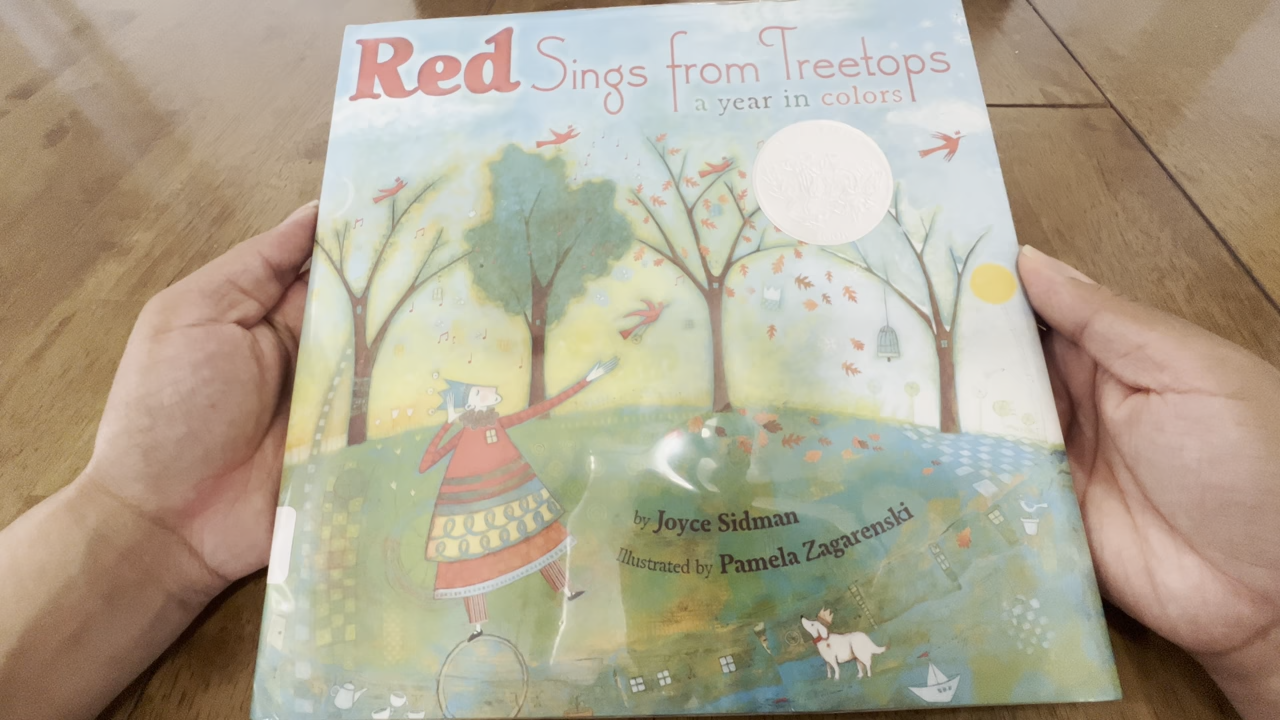 Red Sings from Treetops
a year in colors
by Joyce Sidman
Illustrated by Pamela Zagarenski